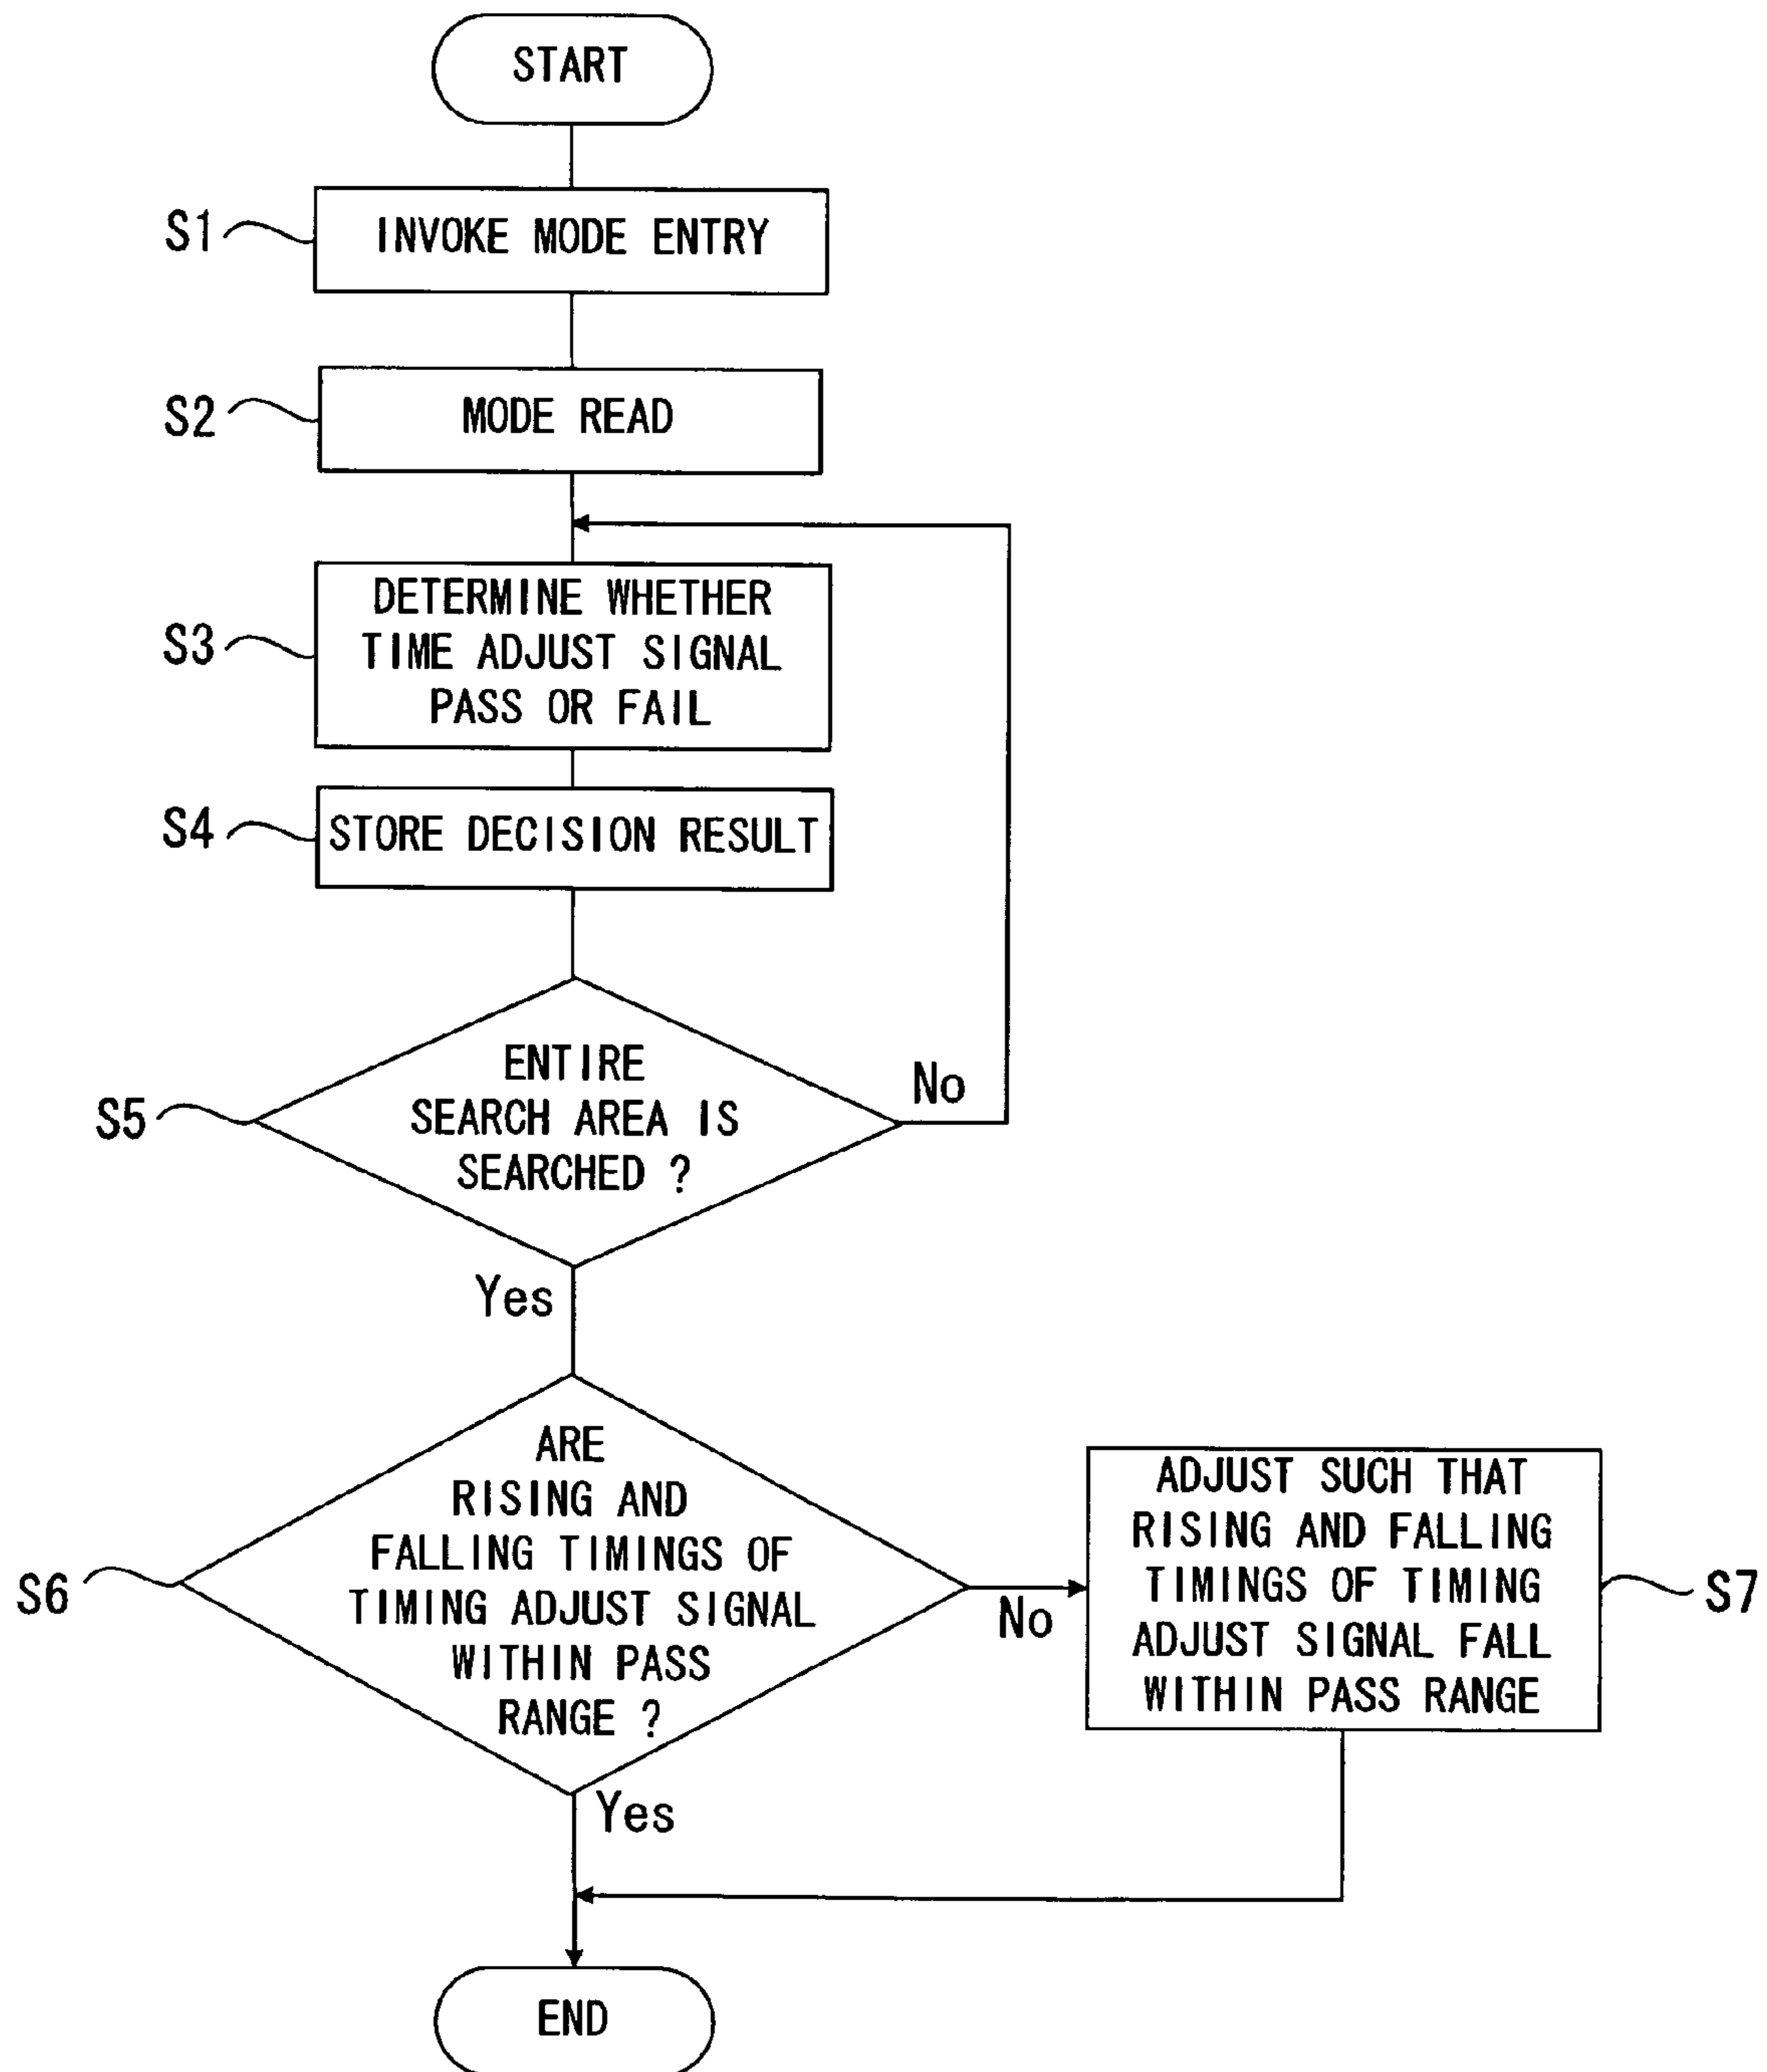 START
S1
INVOKE MODE ENTRY
S2
MODE READ
S3
DETERMINE WHETHER
TIME ADJUST SIGNAL
PASS OR FAIL
S4
STORE DECISION RESULT
S5
ENTIRE
SEARCH AREA IS
SEARCHED ?
No
Yes
S6
ARE
RISING AND
FALLING TIMINGS OF
TIMING ADJUST SIGNAL
WITHIN PASS
RANGE ?
No
Yes
ADJUST SUCH THAT
RISING AND FALLING
TIMINGS OF TIMING
ADJUST SIGNAL FALL
WITHIN PASS RANGE
S7
END